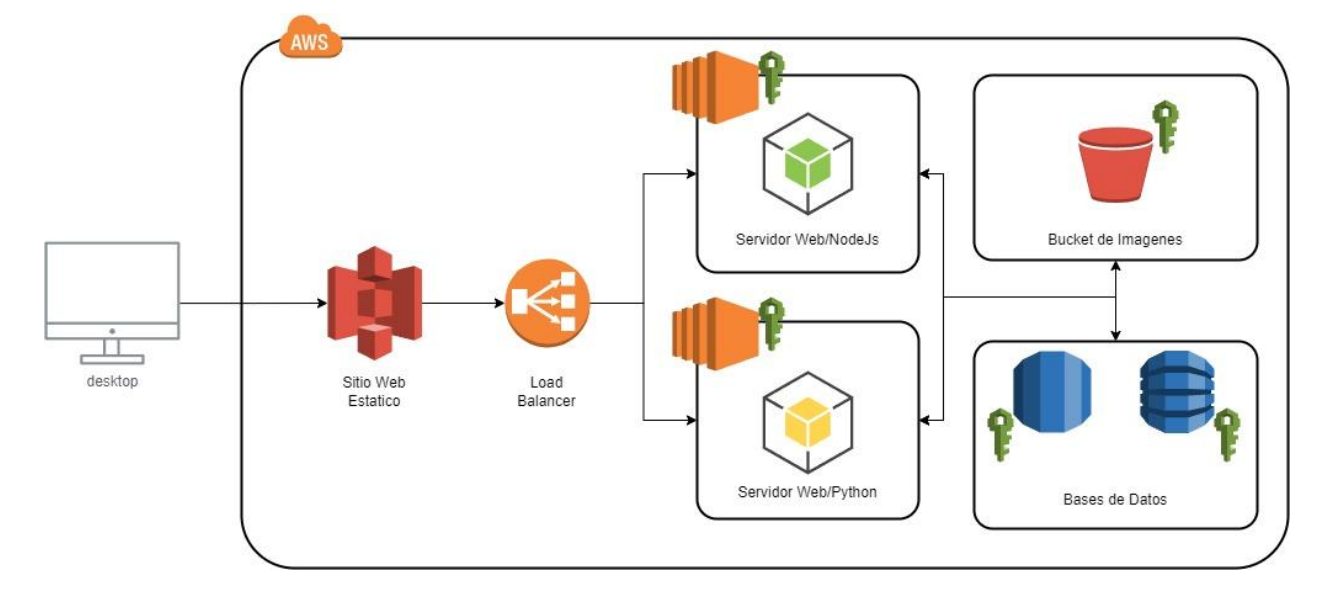 AWS
desktop
Sitio Web
Estatico
Load
Balancer
Servidor Web/NodeJs
Servidor Web/Python
Bucket de Imagenes
Bases de Datos